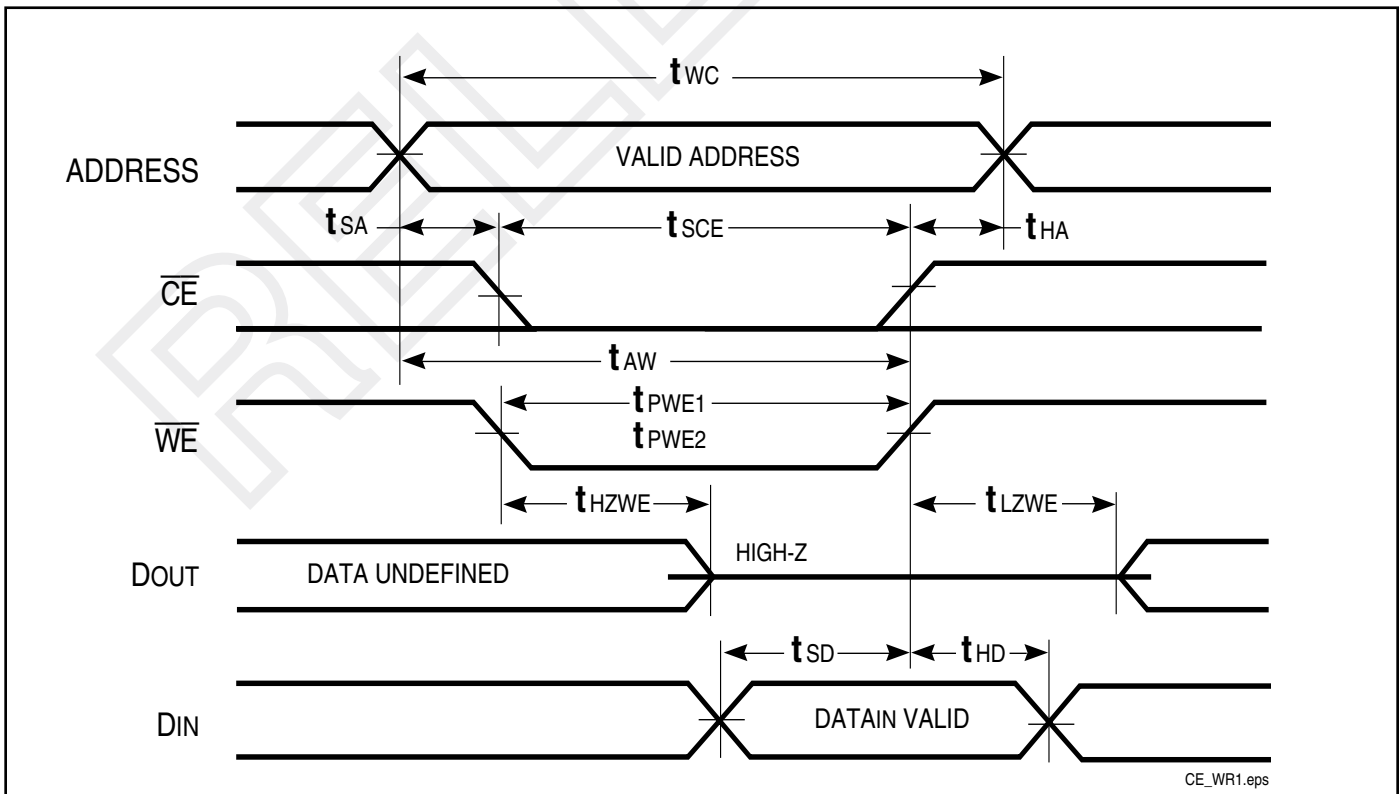 tWC
ADDRESS
VALID ADDRESS
tSA
tSCE
tHA
CE
tAW
WE
tPWE1
tPWE2
tHZWE
tLZWE
DOUT
DATA UNDEFINED
HIGH-Z
tSD
tHD
DIN
DATAIN VALID
CE_WR1.eps